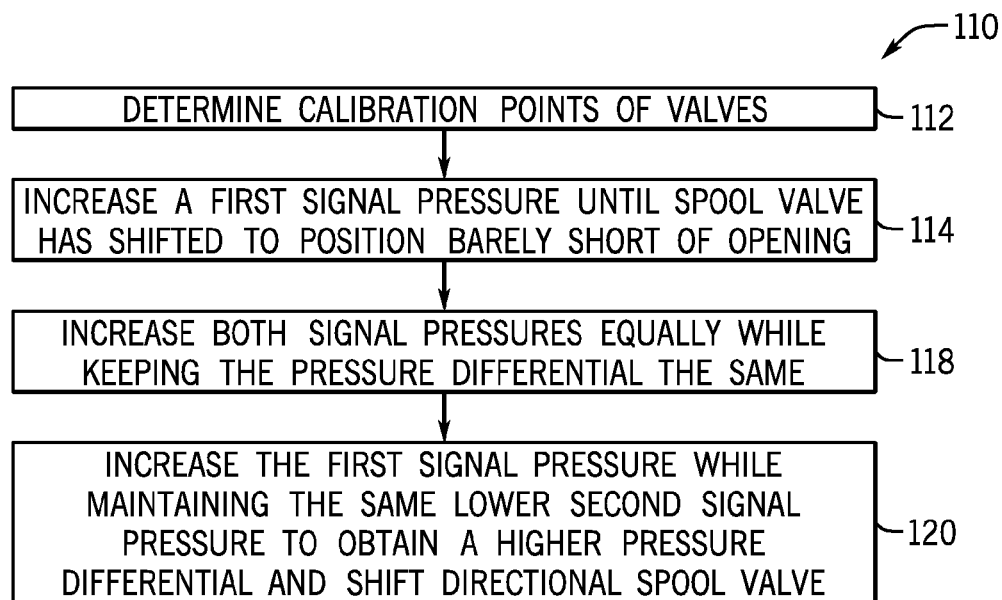 110
DETERMINE CALIBRATION POINTS OF VALVES
112
INCREASE A FIRST SIGNAL PRESSURE UNTIL SPOOL VALVE
HAS SHIFTED TO POSITION BARELY SHORT OF OPENING
114
INCREASE BOTH SIGNAL PRESSURES EQUALLY WHILE
KEEPING THE PRESSURE DIFFERENTIAL THE SAME
118
INCREASE THE FIRST SIGNAL PRESSURE WHILE
MAINTAINING THE SAME LOWER SECOND SIGNAL
PRESSURE TO OBTAIN A HIGHER PRESSURE
DIFFERENTIAL AND SHIFT DIRECTIONAL SPOOL VALVE
120